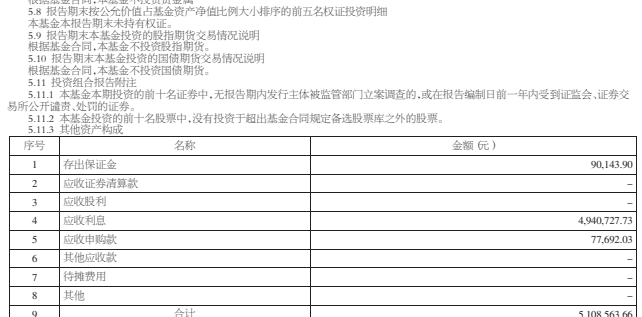 根据基金合同,本基金不投资贵金属
5.8 报告期末按公允价值占基金资产净值比例大小排序的前五名权证投资明细
本基金本报告期末未持有权证。
5.9 报告期末本基金投资的股指期货交易情况说明
根据基金合同,本基金不投资股指期货。
5.10 报告期末本基金投资的国债期货交易情况说明
根据基金合同,本基金不投资国债期货。
5.11 投资组合报告附注
5.11.1 本基金本期投资的前十名证券中,无报告期内发行主体被监管部门立案调查的,或在报告编制日前一年内受到证监会、证券交
易所公开谴责、处罚的证券。
5.11.2 本基金投资的前十名股票中,没有投资于超出基金合同规定备选股票库之外的股票。
5.11.3 其他资产构成
序号 名称 金额(元)
1 存出保证金 90,143.90
2 应收证券清算款 –
3 应收股利 –
4 应收利息 4,940,727.73
5 应收申购款 77,692.03
6 其他应收款 –
7 待摊费用 –
8 其他 –
9 合计 5,108,563.66